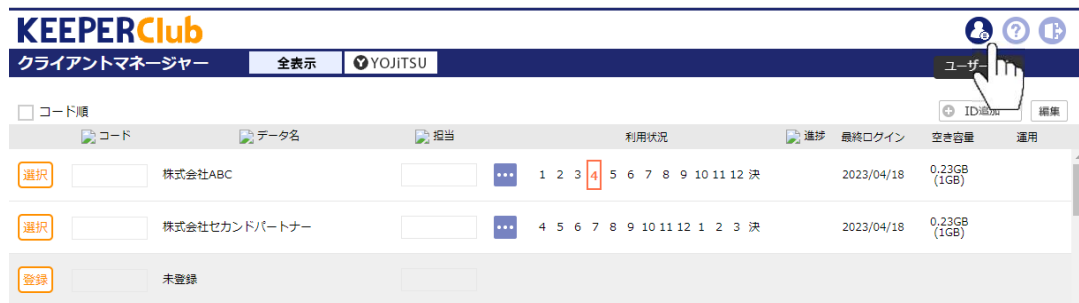 KEEPERClub
クライアントマネージャー 全表示 YOJiTSU
ユーザー
コード順 ID追加 編集
コード データ名 担当 利用状況 進捗 最終ログイン 空き容量 運用
選択 株式会社ABC 1 2 3 4 5 6 7 8 9 10 11 12 決 2023/04/18 0.23GB
(1GB)
選択 株式会社セカンドパートナー 4 5 6 7 8 9 10 11 12 1 2 3 決 2023/04/18 0.23GB
(1GB)
登録 未登録